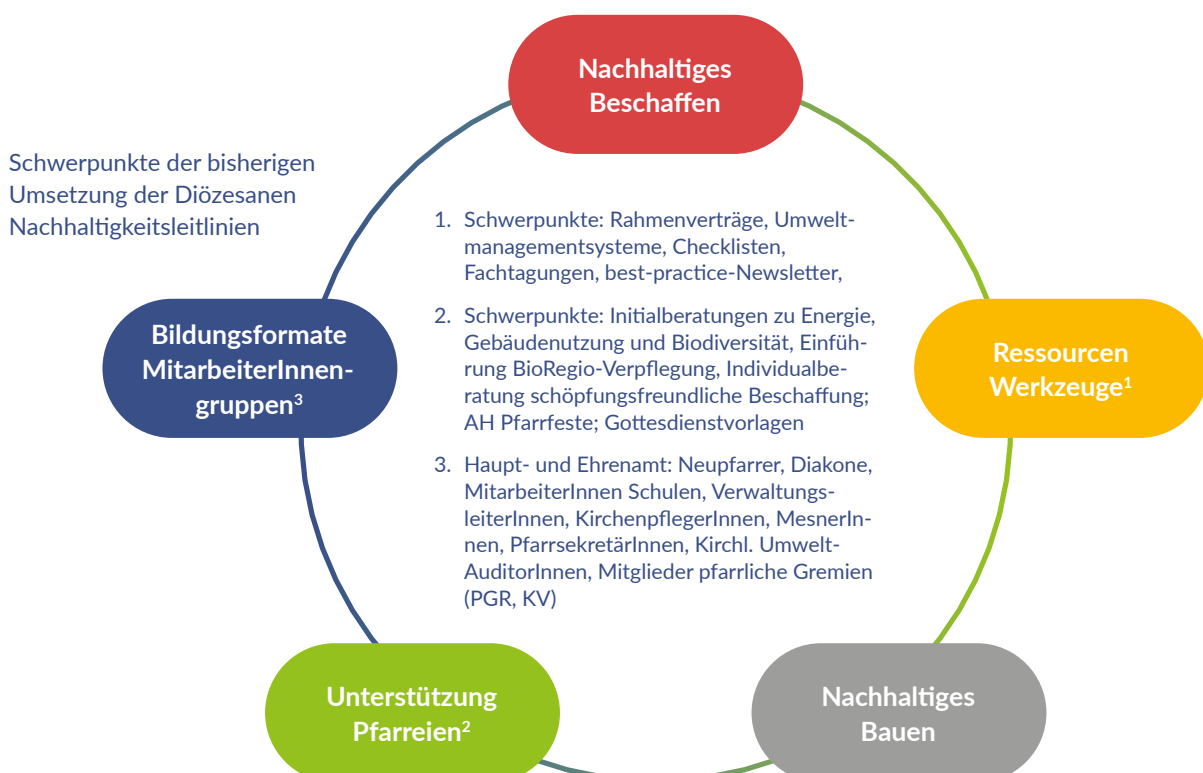 Nachhaltiges
Beschaffen
Schwerpunkte der bisherigen
Umsetzung der Diözesanen
Nachhaltigkeitsleitlinien
1. Schwerpunkte: Rahmenverträge, Umwelt-
managementsysteme, Checklisten,
Fachtagungen, best-practice-Newsletter,
2. Schwerpunkte: Initialberatungen zu Energie,
Gebäudenutzung und Biodiversität, Einfüh-
rung BioRegio-Verpflegung, Individualbe-
ratung schöpfungsfreundliche Beschaffung;
AH Pfarrfeste; Gottesdienstvorlagen
3. Haupt- und Ehrenamt: Neupfarrer, Diakone,
MitarbeiterInnen Schulen, Verwaltungs-
leiterInnen, KirchenpflegerInnen, MesnerIn-
nen, PfarrsekretärInnen, Kirchl. Umwelt-
AuditorInnen, Mitglieder pfarrliche Gremien
(PGR, KV)
Bildungsformate
MitarbeiterInnen-
gruppen³
Ressourcen
Werkzeuge¹
Unterstützung
Pfarreien²
Nachhaltiges
Bauen